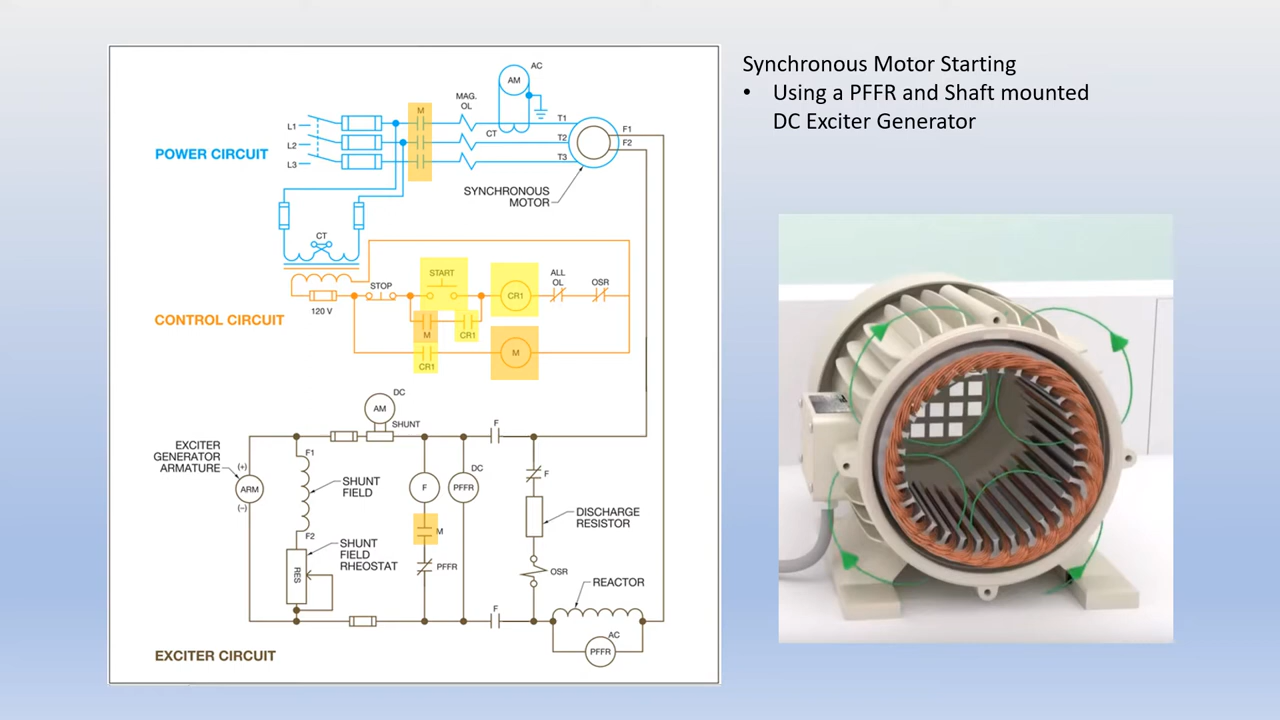 Synchronous Motor Starting
• Using a PFFR and Shaft mounted
DC Exciter Generator
AC
AM
MAG.
OL
M
L1
L2
L3
CT
T1
T2
T3
F1
F2
POWER CIRCUIT
SYNCHRONOUS
MOTOR
CT
120 V
STOP
START
CR1
ALL
OL
OSR
M
CR1
CONTROL CIRCUIT
M
CR1
DC
AM
SHUNT
F
EXCITER
GENERATOR
ARMATURE
(+)
ARM
(–)
F1
SHUNT
FIELD
F2
F
DC
PFFR
F
M
DISCHARGE
RESISTOR
SHUNT
FIELD
RHEOSTAT
RES
PFFR
OSR
REACTOR
F
AC
PFFR
EXCITER CIRCUIT